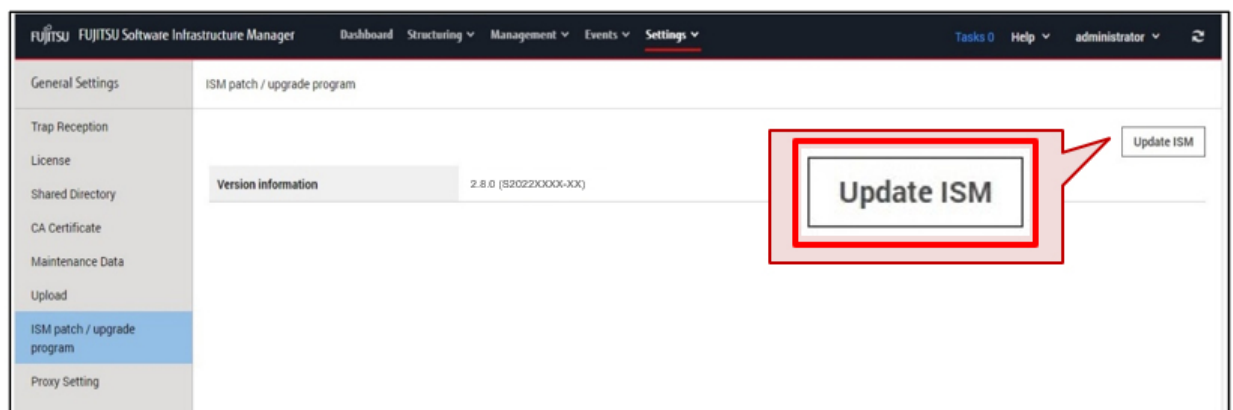 FUJITSU FUJITSU Software Infrastructure Manager Dashboard Structuring Management Events Settings Tasks 0 Help administrator
General Settings
ISM patch / upgrade program
Trap Reception
License
Shared Directory
CA Certificate
Maintenance Data
Upload
ISM patch / upgrade
program
Proxy Setting
Update ISM
Version information 2.8.0 (S2022XXXX-XX)
Update ISM